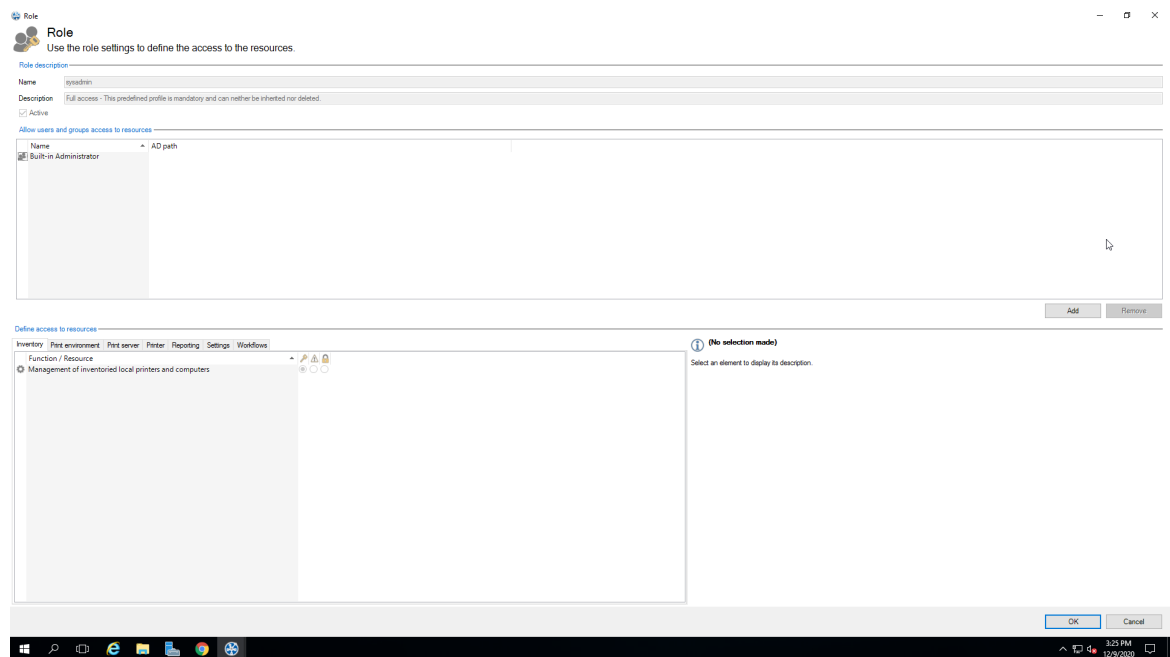 Role
Role
Use the role settings to define the access to the resources.
Role description
Name sysadmin
Description Full access - This predefined profile is mandatory and can neither be inherited nor deleted.
Active
Allow users and groups access to resources
Name AD path
Built-in Administrator
Add Remove
Define access to resources
Inventory Print environment Print server Printer Reporting Settings Workflows
(No selection made)
Function / Resource
Select an element to display its description.
Management of inventoried local printers and computers
OK Cancel
3:25 PM
12/9/2020